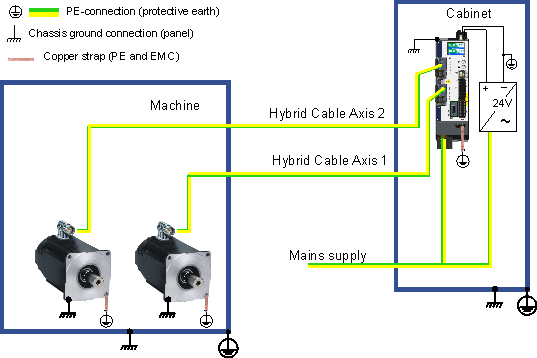 PE-connection (protective earth)
Chassis ground connection (panel)
Copper strap (PE and EMC)
Cabinet
Machine
Hybrid Cable Axis 2
Hybrid Cable Axis 1
Mains supply
+ −
24V
~